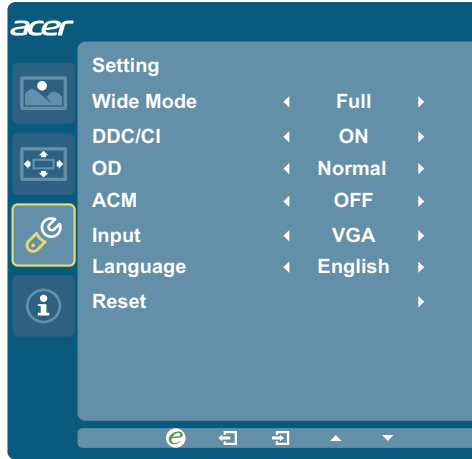 acer
Setting
Wide Mode Full
DDC/CI ON
OD Normal
ACM OFF
Input VGA
Language English
Reset
i
e